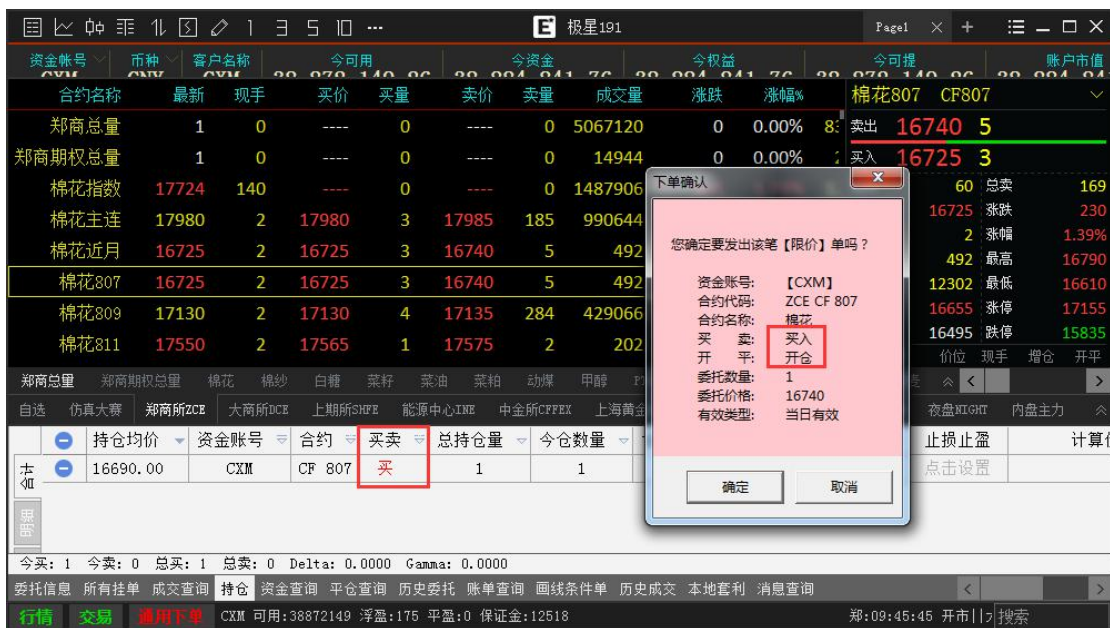 极星191 Page1
资金帐号 币种 客户名称 今可用 今资金 今权益 今可提 账户市值
合约名称 最新 现手 买价 买量 卖价 卖量 成交量 涨跌 涨幅% 棉花807 CF807
郑商总量 1 0 ---- 0 ---- 0 5067120 0 0.00% 卖出 16740 5
郑商期权总量 1 0 ---- 0 ---- 0 14944 0 0.00% 买入 16725 3
棉花指数 17724 140 ---- 0 ---- 0 1487906 60 总卖 169
棉花主连 17980 2 17980 3 17985 185 990644 16725 涨跌 230
棉花近月 16725 2 16725 3 16740 5 492 2 涨幅 1.39%
492 最高 16790
棉花807 16725 2 16725 3 16740 5 492 12302 最低 16610
棉花809 17130 2 17130 4 17135 284 429066 16655 涨停 17155
棉花811 17550 2 17565 1 17575 2 202 16495 跌停 15835
价位 现手 增仓 开平
下单确认
您确定要发出该笔【限价】单吗？
资金账号: 【CXM】
合约代码: ZCE CF 807
合约名称: 棉花
买 卖: 买入
开 平: 开仓
委托数量: 1
委托价格: 16740
有效类型: 当日有效
确定 取消
郑商总量 郑商期权总量 棉花 棉纱 白糖 菜籽 菜油 菜粕 动煤 甲醇
自选 仿真大赛 郑商所ZCE 大商所DCE 上期所SHFE 能源中心INE 中金所CFFEX 上海黄金 夜盘NIGHT 内盘主力
持仓均价 资金账号 合约 买卖 总持仓量 今仓数量 止损止盈 计算
16690.00 CXM CF 807 买 1 1 点击设置
今买: 1 今卖: 0 总买: 1 总卖: 0 Delta: 0.0000 Gamma: 0.0000
委托信息 所有挂单 成交查询 持仓 资金查询 平仓查询 历史委托 账单查询 画线条件单 历史成交 本地套利 消息查询
行情 交易 通用下单 CXM 可用:38872149 浮盈:175 平盈:0 保证金:12518 郑:09:45:45 开市 搜索